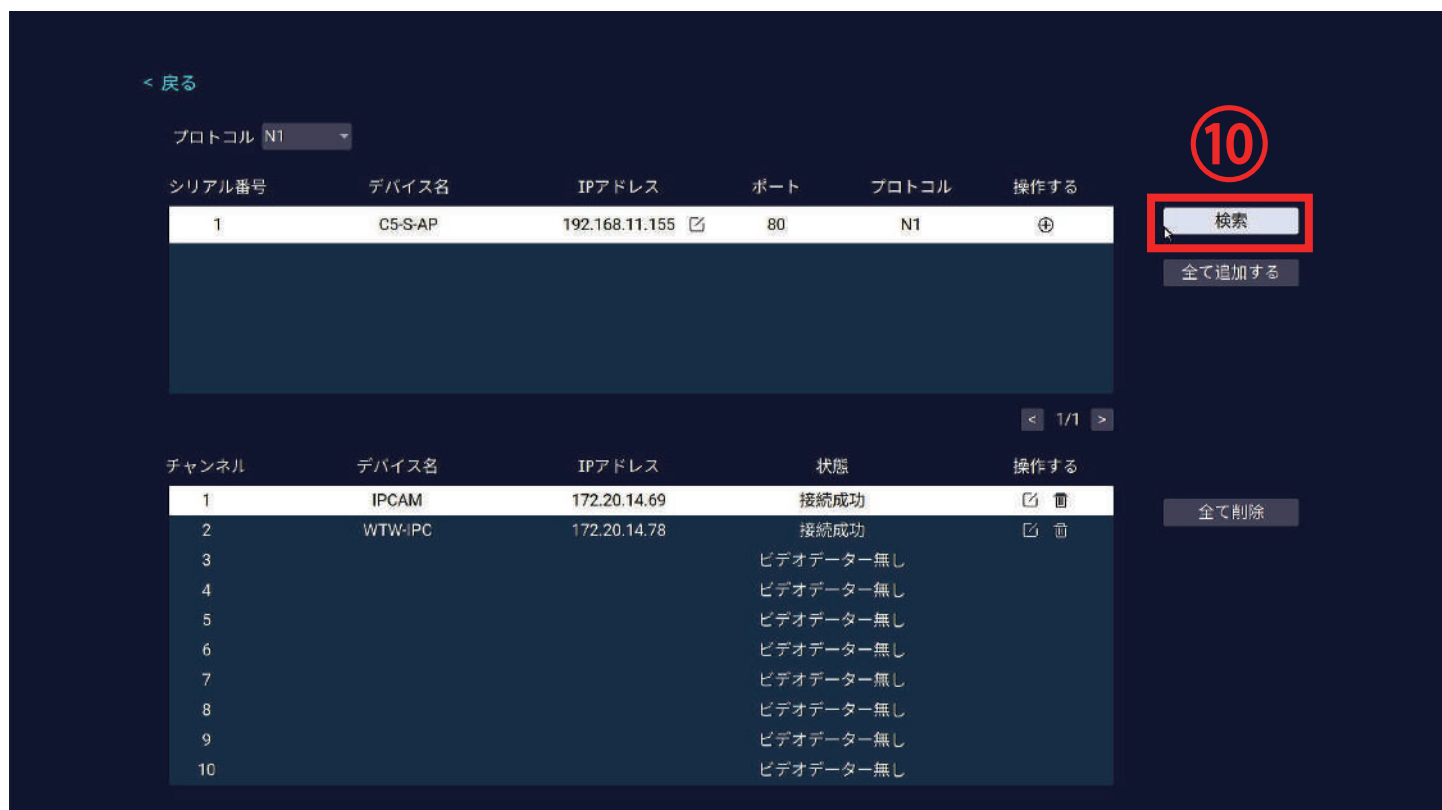 < 戻る
プロトコル N1
⑩
シリアル番号 デバイス名 IPアドレス ポート プロトコル 操作する
1 C5-S-AP 192.168.11.155 80 N1
検索
全て追加する
< 1/1 >
チャンネル デバイス名 IPアドレス 状態 操作する
1 IPCAM 172.20.14.69 接続成功
全て削除
2 WTW-IPC 172.20.14.78 接続成功
3 ビデオデーター無し
4 ビデオデーター無し
5 ビデオデーター無し
6 ビデオデーター無し
7 ビデオデーター無し
8 ビデオデーター無し
9 ビデオデーター無し
10 ビデオデーター無し